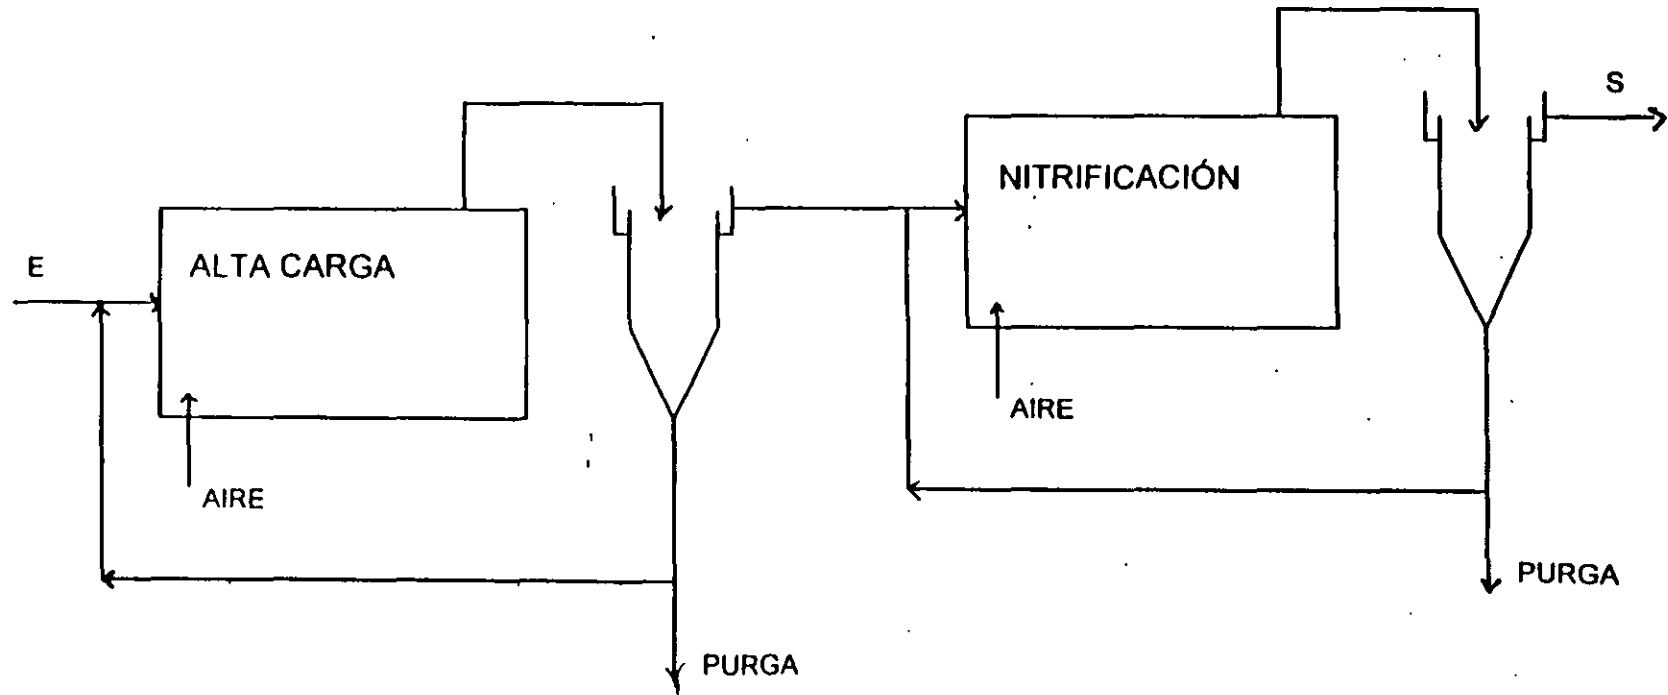 E
ALTA CARGA
AIRE
PURGA
NITRIFICACIÓN
AIRE
S
PURGA